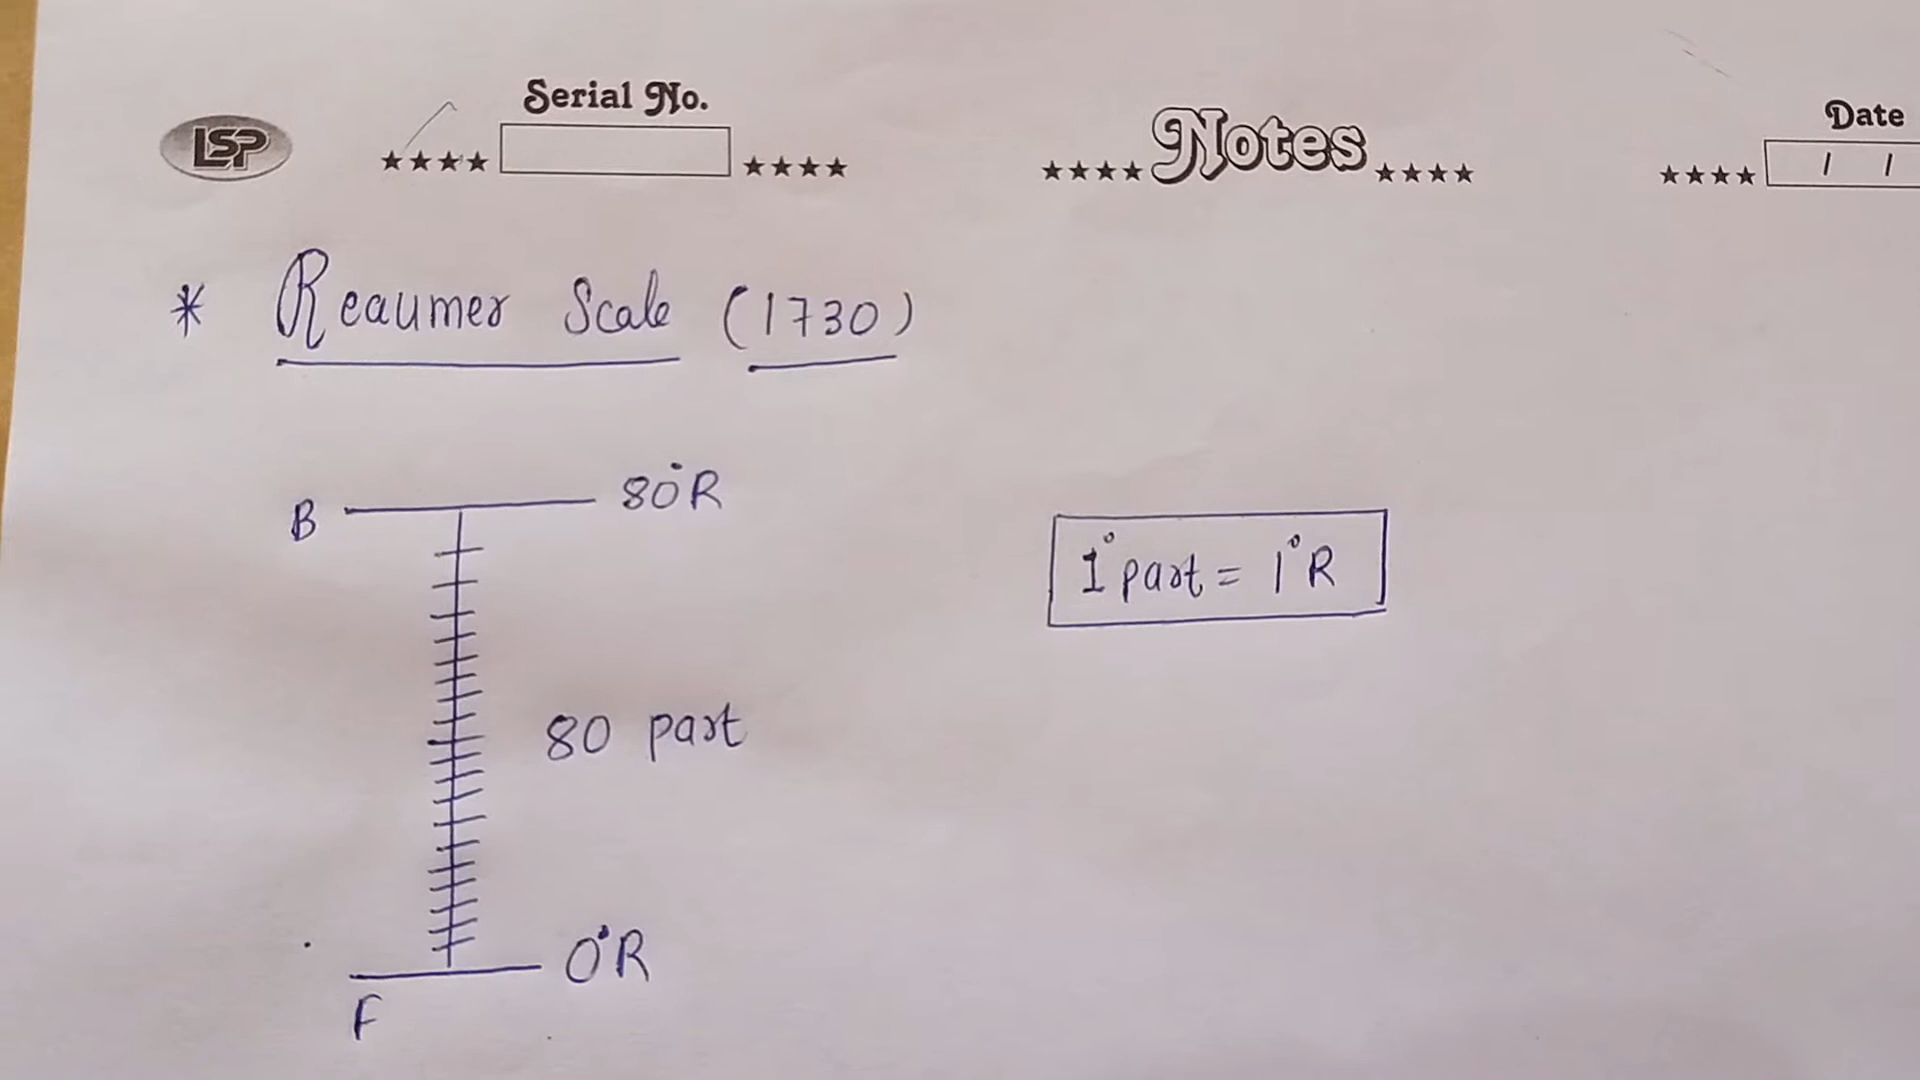 LSP
Serial No.
Notes
Date
/ /
* Reaumer Scale (1730)
B 80°R
1° part = 1°R
80 part
0°R
F